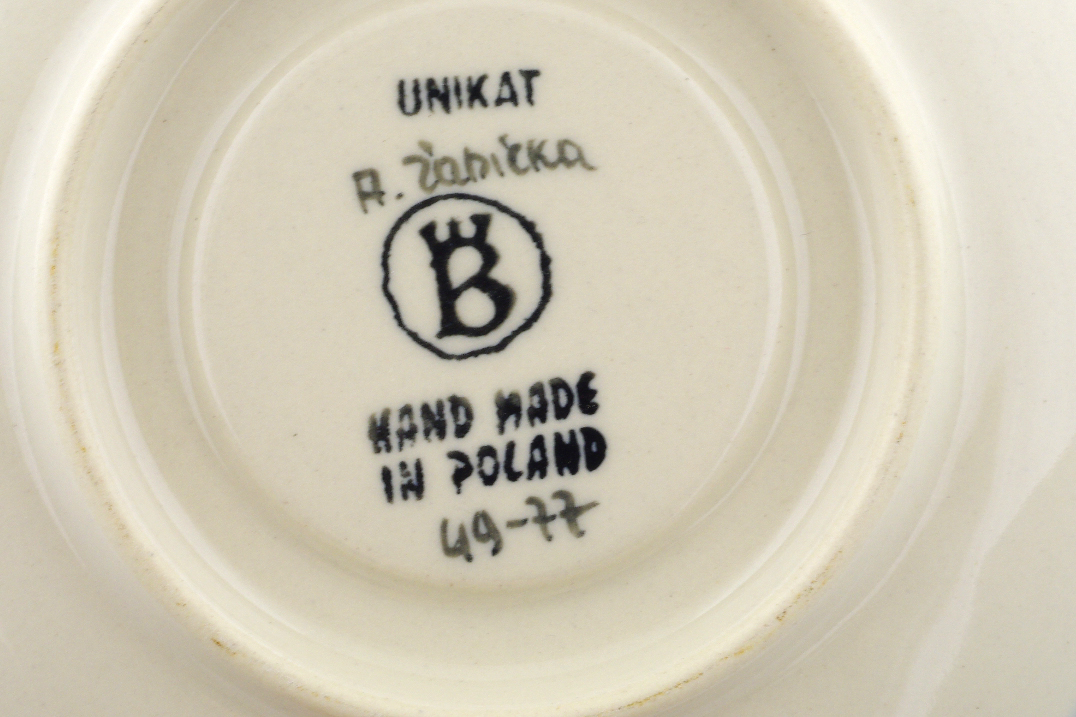 UNIKAT
A.
B
HAND MADE
IN POLAND
49-77